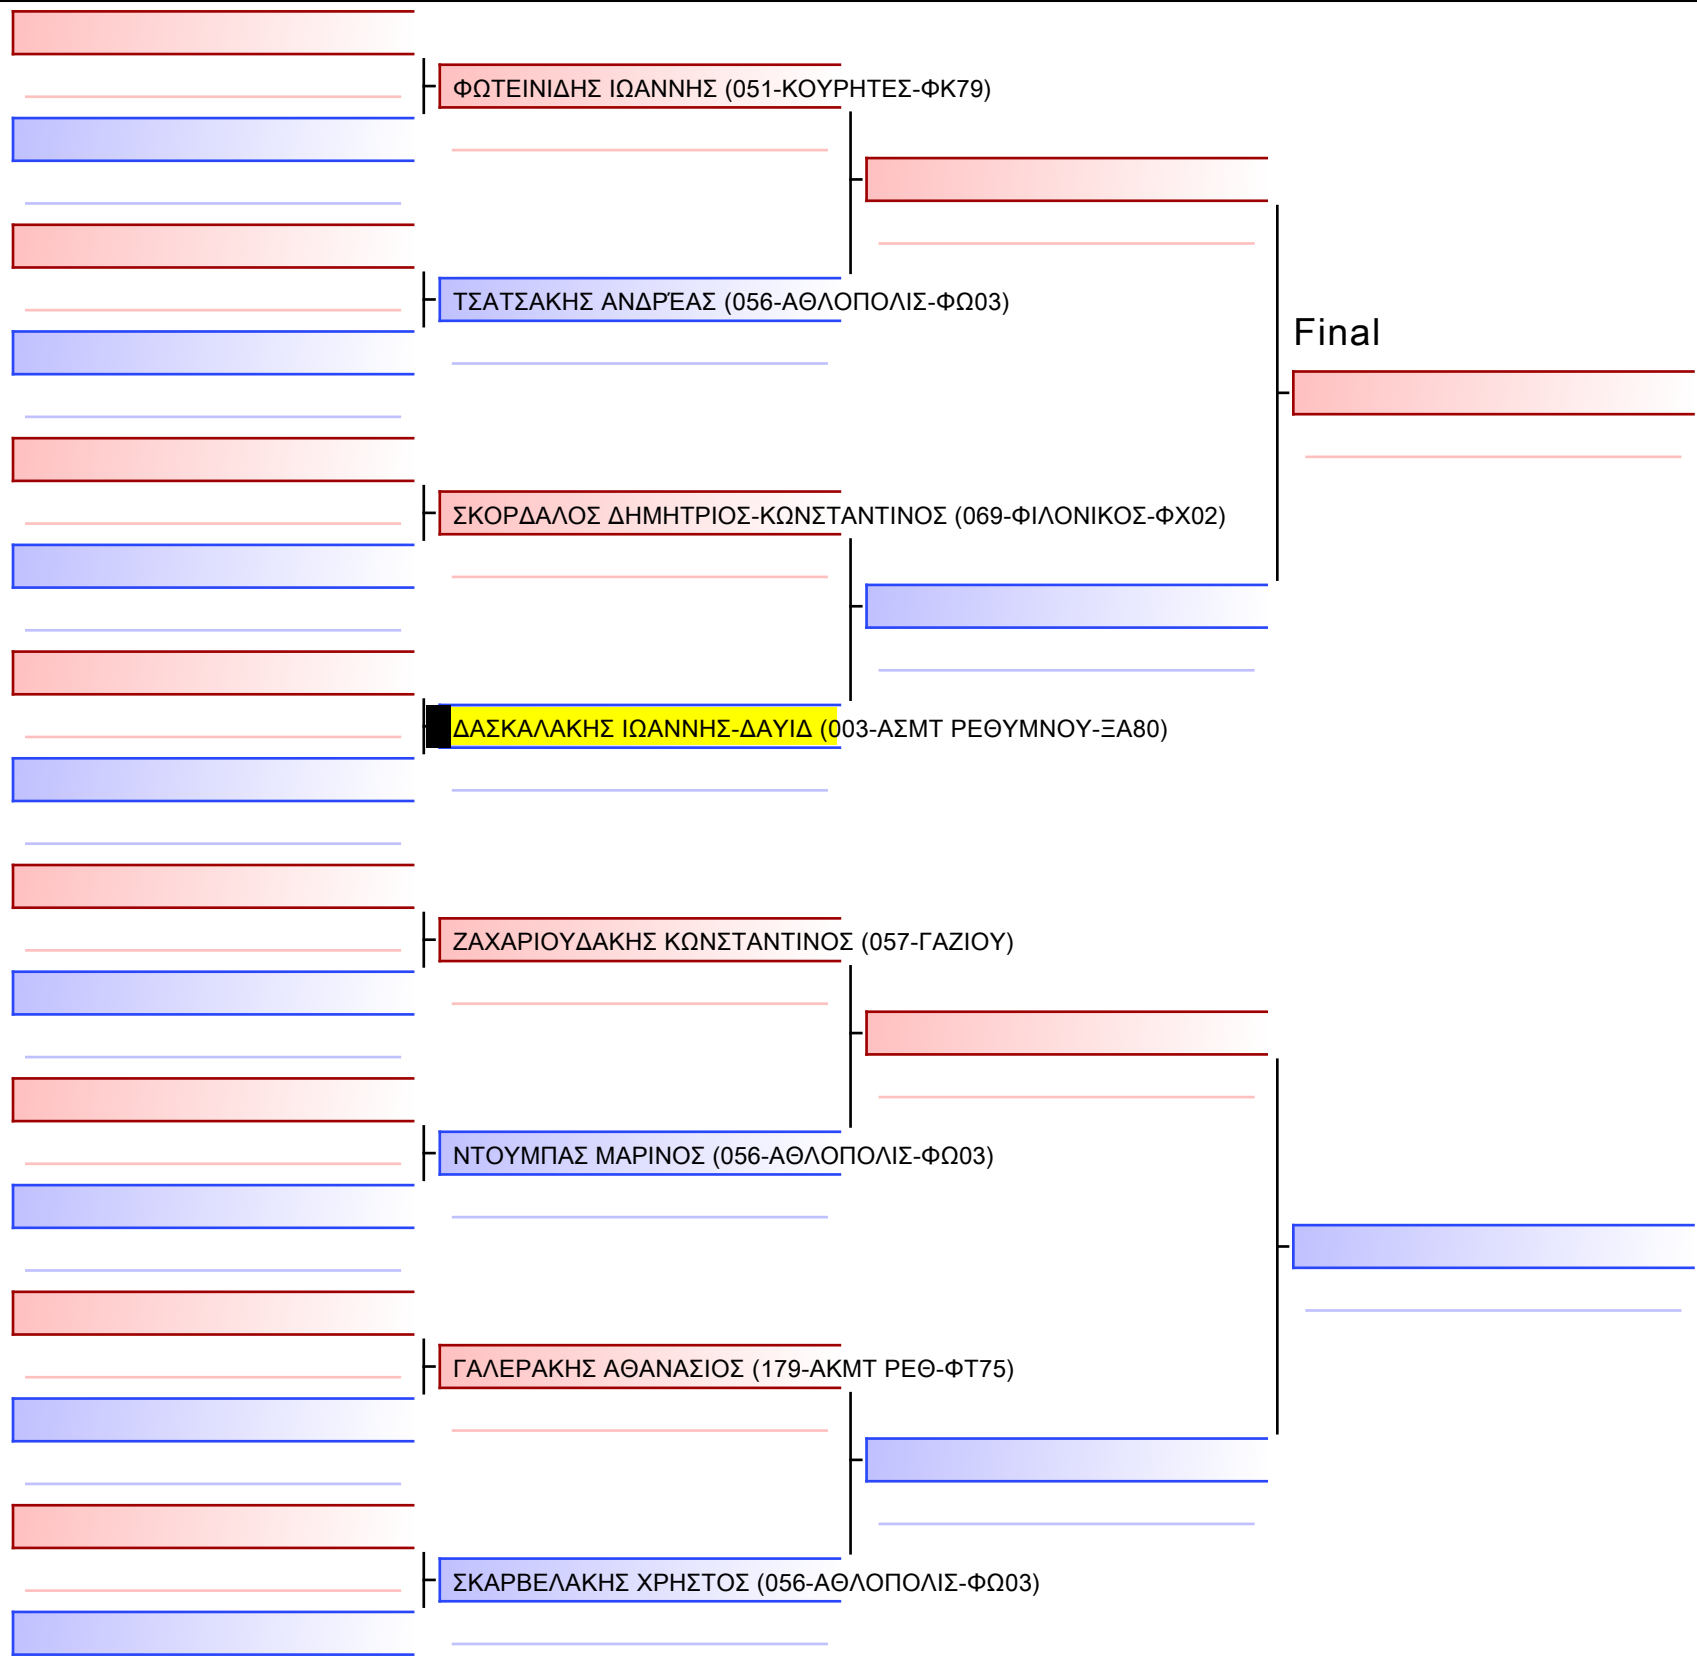 ΦΩΤΕΙΝΙΔΗΣ ΙΩΑΝΝΗΣ (051-ΚΟΥΡΗΤΕΣ-ΦΚ79)
ΤΣΑΤΣΑΚΗΣ ΑΝΔΡΈΑΣ (056-ΑΘΛΟΠΟΛΙΣ-ΦΩ03)
Final
ΣΚΟΡΔΑΛΟΣ ΔΗΜΗΤΡΙΟΣ-ΚΩΝΣΤΑΝΤΙΝΟΣ (069-ΦΙΛΟΝΙΚΟΣ-ΦΧ02)
ΔΑΣΚΑΛΑΚΗΣ ΙΩΑΝΝΗΣ-ΔΑΥΙΔ (003-ΑΣΜΤ ΡΕΘΥΜΝΟΥ-ΞΑ80)
ΖΑΧΑΡΙΟΥΔΑΚΗΣ ΚΩΝΣΤΑΝΤΙΝΟΣ (057-ΓΑΖΙΟΥ)
ΝΤΟΥΜΠΑΣ ΜΑΡΙΝΟΣ (056-ΑΘΛΟΠΟΛΙΣ-ΦΩ03)
ΓΑΛΕΡΑΚΗΣ ΑΘΑΝΑΣΙΟΣ (179-ΑΚΜΤ ΡΕΘ-ΦΤ75)
ΣΚΑΡΒΕΛΑΚΗΣ ΧΡΗΣΤΟΣ (056-ΑΘΛΟΠΟΛΙΣ-ΦΩ03)